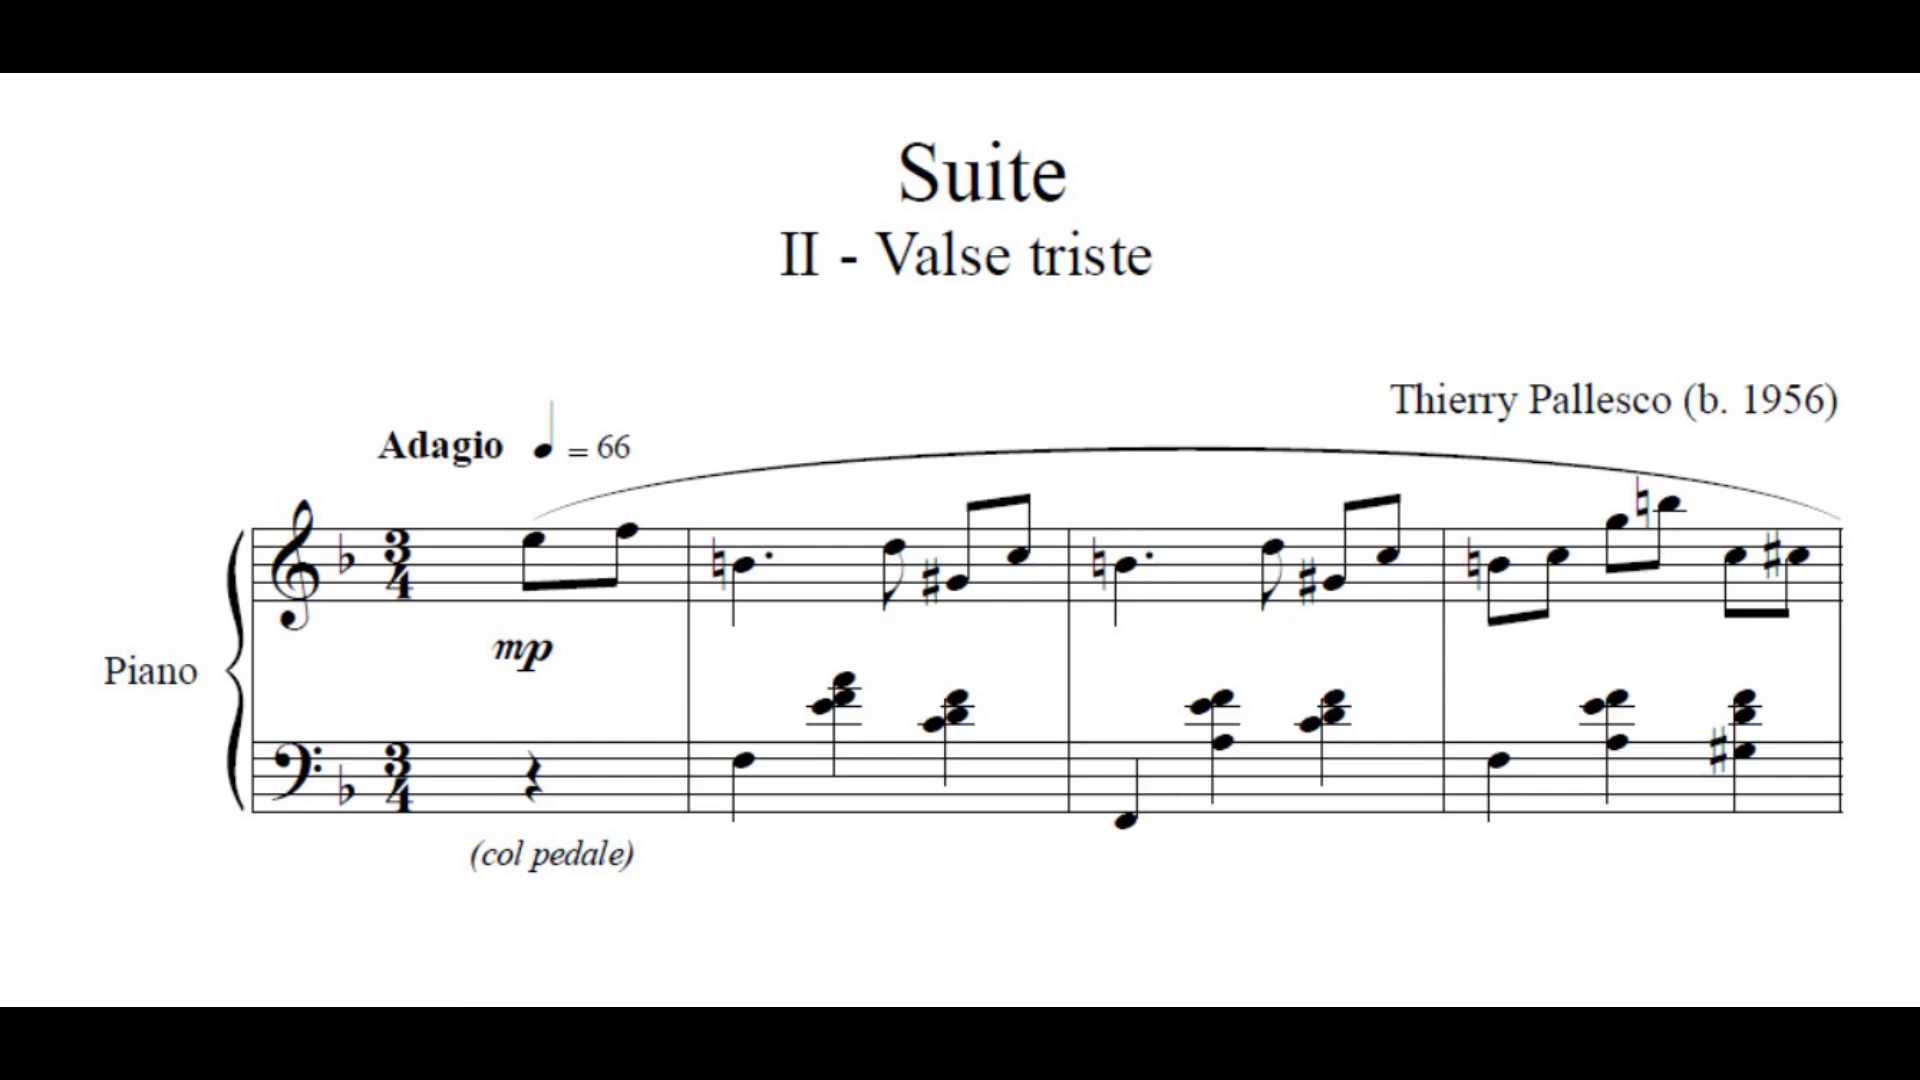 Suite
II - Valse triste
Thierry Pallesco (b. 1956)
Adagio ♩ = 66
3/4
mp
Piano
3/4
(col pedale)